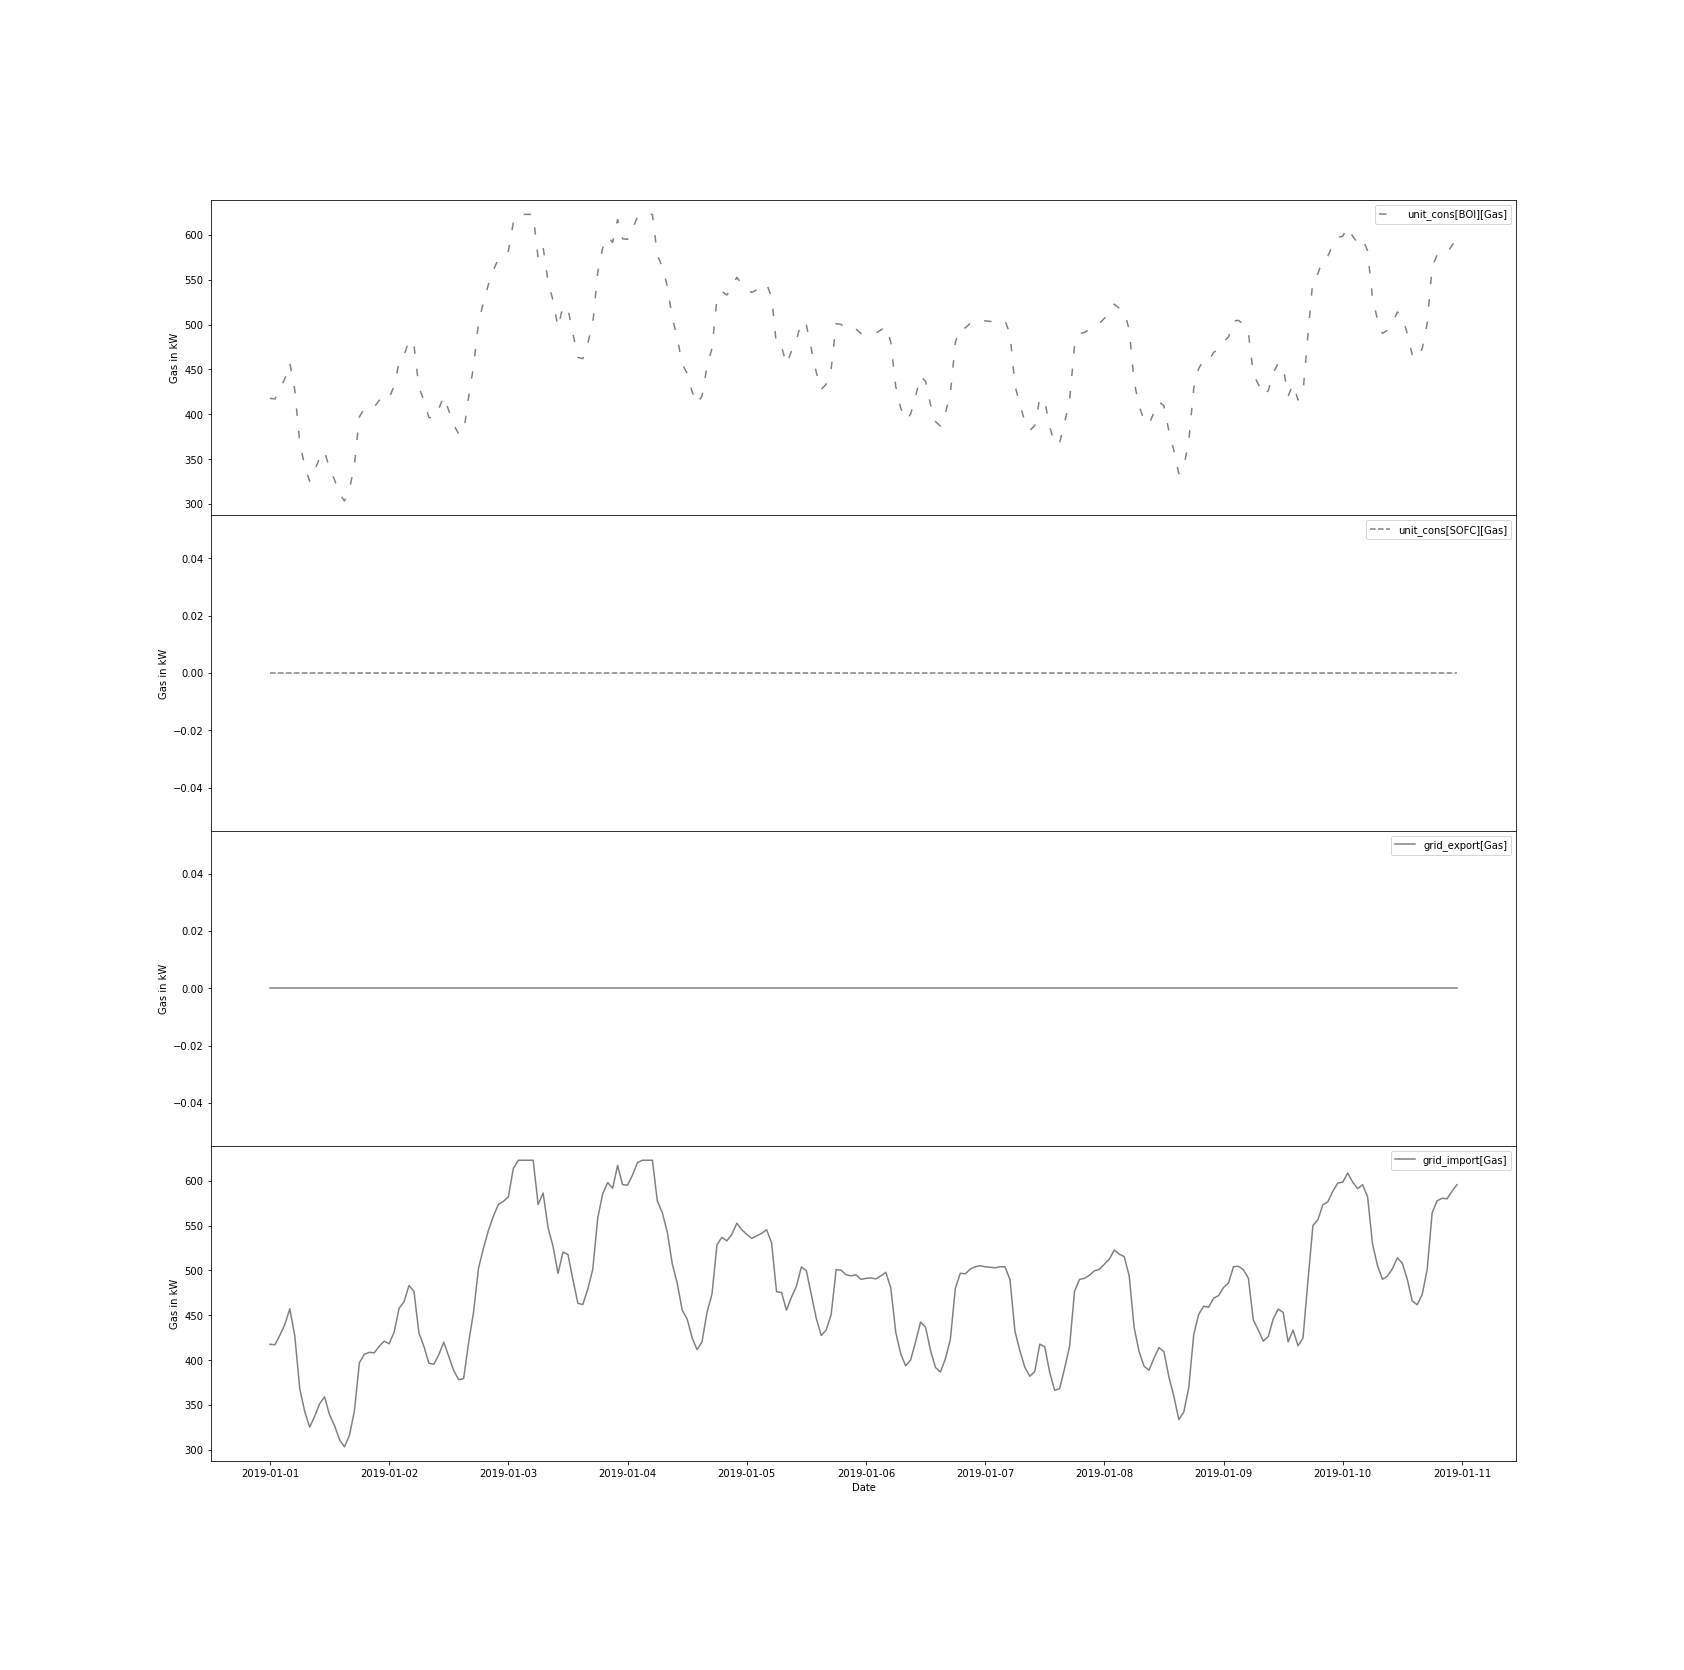 unit_cons[BOI][Gas]
600
550
500
450
400
350
300
Gas in kW
unit_cons[SOFC][Gas]
0.04
0.02
0.00
−0.02
−0.04
Gas in kW
grid_export[Gas]
0.04
0.02
0.00
−0.02
−0.04
Gas in kW
grid_import[Gas]
600
550
500
450
400
350
300
Gas in kW
2019-01-01 2019-01-02 2019-01-03 2019-01-04 2019-01-05 2019-01-06 2019-01-07 2019-01-08 2019-01-09 2019-01-10 2019-01-11
Date